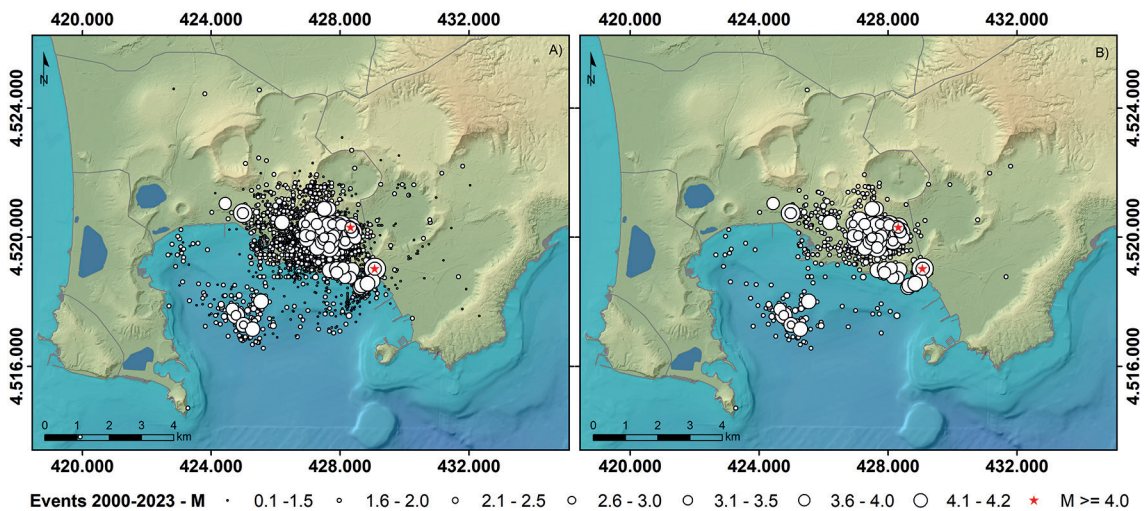 420.000 424.000 428.000 432.000 420.000 424.000 428.000 432.000
A) B)
N N
4.524.000 4.524.000
4.520.000 4.520.000
4.516.000 4.516.000
0 1 2 3 4 km 0 1 2 3 4 km
420.000 424.000 428.000 432.000 420.000 424.000 428.000 432.000
Events 2000-2023 - M 0.1 -1.5 1.6 - 2.0 2.1 - 2.5 2.6 - 3.0 3.1 - 3.5 3.6 - 4.0 4.1 - 4.2 M >= 4.0